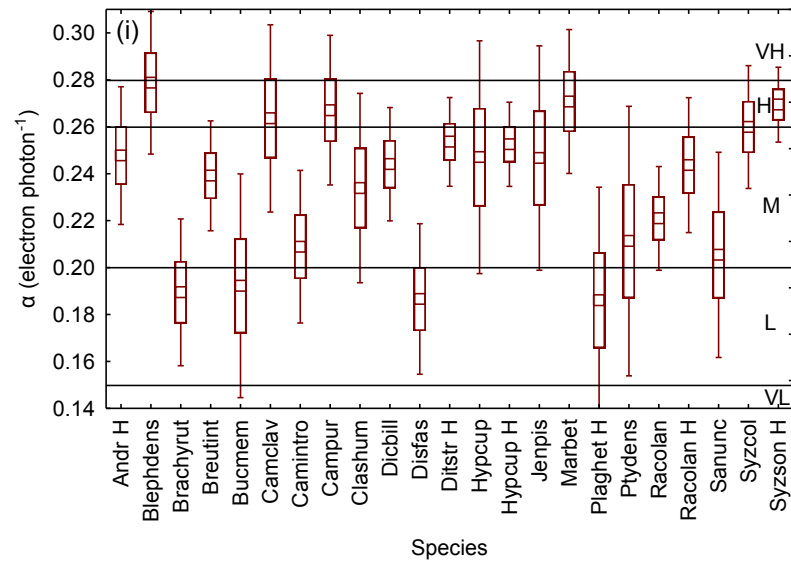 (i)
α (electron photon-1)
0.30
0.28
0.26
0.24
0.22
0.20
0.18
0.16
0.14
VH
H
M
L
VL
Andr H
Blephdens
Brachyrut
Breutint
Bucmem
Camclav
Camintro
Campur
Clashum
Dicbill
Disfas
Ditstr H
Hypcup
Hypcup H
Jenpis
Marbet
Plaghet H
Ptydens
Racolan
Racolan H
Sanunc
Syzcol
Syzson H
Species